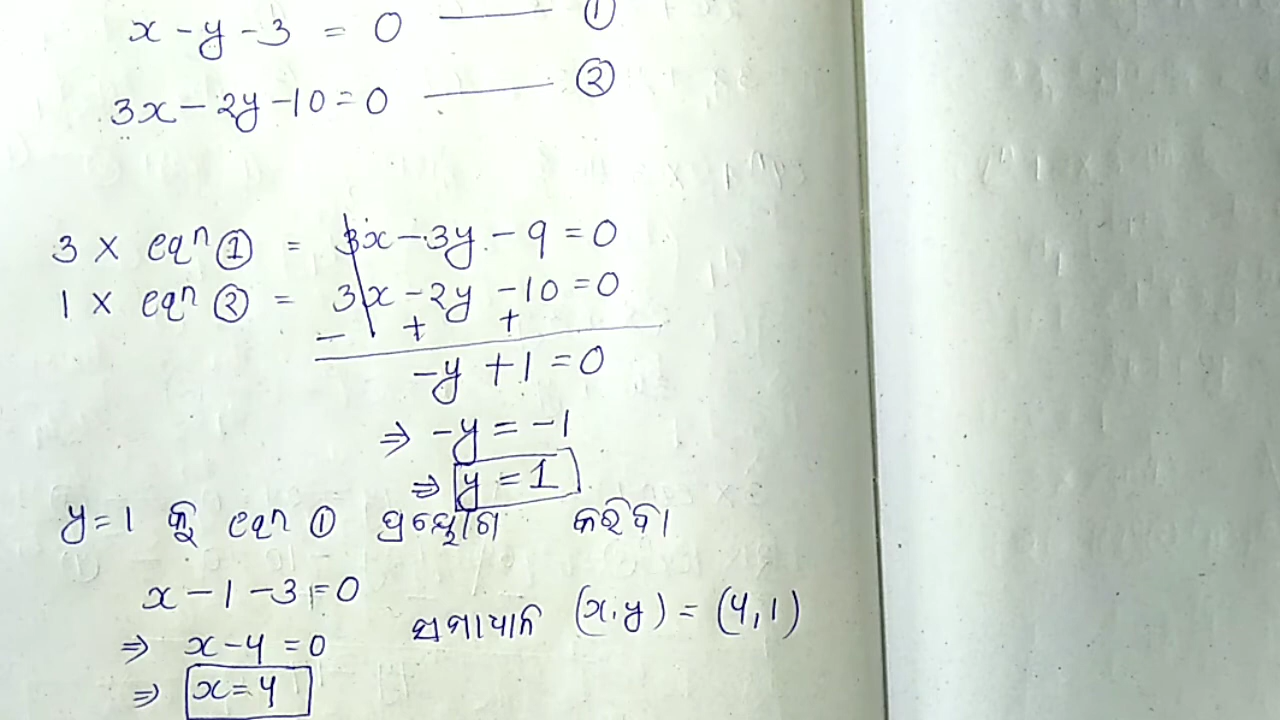 x - y - 3 = 0 —— ①
3x - 2y - 10 = 0 —— ②
3 × eqⁿ ① = 3x - 3y - 9 = 0
1 × eqⁿ ② = 3x - 2y - 10 = 0
- + +
-y + 1 = 0
⇒ -y = -1
⇒ y = 1
y = 1 କୁ eqn ① ପ୍ରୟୋଗ କରିବା
x - 1 - 3 = 0
⇒ x - 4 = 0
⇒ x = 4
ସମାଧାନ (x, y) = (4, 1)